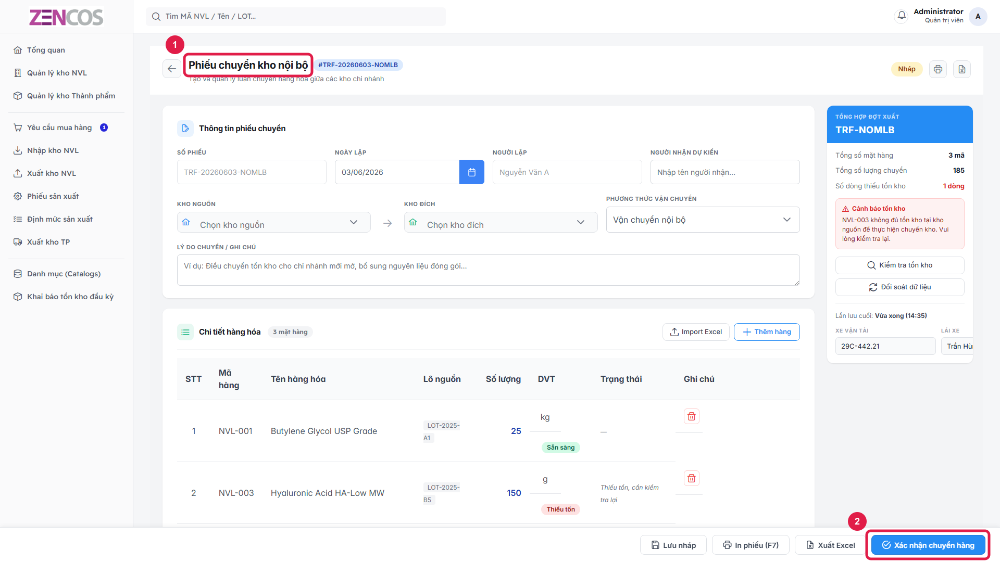 ZENCOS
Tìm MÃ NVL / Tên / LOT...
Administrator
Quản trị viên
A
Tổng quan
Quản lý kho NVL
Quản lý kho Thành phẩm
Yêu cầu mua hàng 1
Nhập kho NVL
Xuất kho NVL
Phiếu sản xuất
Định mức sản xuất
Xuất kho TP
Danh mục (Catalogs)
Khai báo tồn kho đầu kỳ
1
Phiếu chuyển kho nội bộ #TRF-20260603-NOMLB
Tạo và quản lý luân chuyển hàng hóa giữa các kho chi nhánh
Nháp
Thông tin phiếu chuyển
SỐ PHIẾU NGÀY LẬP NGƯỜI LẬP NGƯỜI NHẬN DỰ KIẾN
TRF-20260603-NOMLB 03/06/2026 Nguyễn Văn A Nhập tên người nhận...
KHO NGUỒN KHO ĐÍCH PHƯƠNG THỨC VẬN CHUYỂN
Chọn kho nguồn Chọn kho đích Vận chuyển nội bộ
LÝ DO CHUYỂN / GHI CHÚ
Ví dụ: Điều chuyển tồn kho cho chi nhánh mới mở, bổ sung nguyên liệu đóng gói...
TỔNG HỢP ĐỢT XUẤT
TRF-NOMLB
Tổng số mặt hàng 3 mã
Tổng số lượng chuyển 185
Số dòng thiếu tồn kho 1 dòng
Cảnh báo tồn kho
NVL-003 không đủ tồn kho tại kho
nguồn để thực hiện chuyển kho. Vui
lòng kiểm tra lại.
Kiểm tra tồn kho
Đối soát dữ liệu
Lần lưu cuối: Vừa xong (14:35)
XE VẬN TẢI LÁI XE
29C-442.21 Trần
Chi tiết hàng hóa 3 mặt hàng
Import Excel
Thêm hàng
STT Mã hàng Tên hàng hóa Lô nguồn Số lượng DVT Trạng thái Ghi chú
1 NVL-001 Butylene Glycol USP Grade LOT-2025-A1 25 kg
Sẵn sàng
—
2 NVL-003 Hyaluronic Acid HA-Low MW LOT-2025-B5 150 g
Thiếu tồn
Thiếu tồn, cần kiểm
tra lại
2
Lưu nháp
In phiếu (F7)
Xuất Excel
Xác nhận chuyển hàng